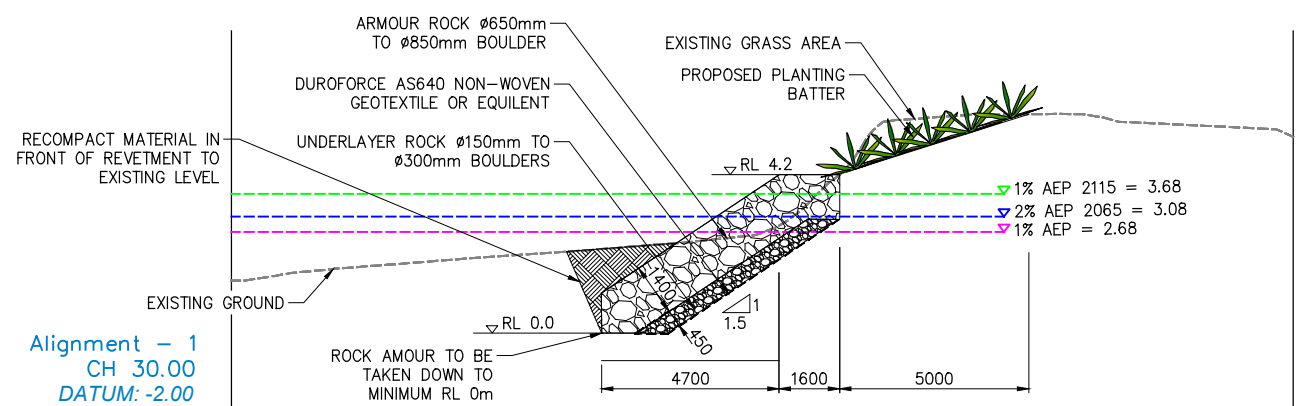 ARMOUR ROCK ø650mm
TO ø850mm BOULDER
EXISTING GRASS AREA
PROPOSED PLANTING
BATTER
DUROFORCE AS640 NON-WOVEN
GEOTEXTILE OR EQUILENT
RECOMPACT MATERIAL IN
FRONT OF REVETMENT TO
EXISTING LEVEL
UNDERLAYER ROCK ø150mm TO
ø300mm BOULDERS
RL 4.2
1% AEP 2115 = 3.68
2% AEP 2065 = 3.08
1% AEP = 2.68
1400
EXISTING GROUND
1
1.5
RL 0.0
450
Alignment - 1
CH 30.00
DATUM: -2.00
ROCK AMOUR TO BE
TAKEN DOWN TO
MINIMUM RL 0m
4700
1600
5000